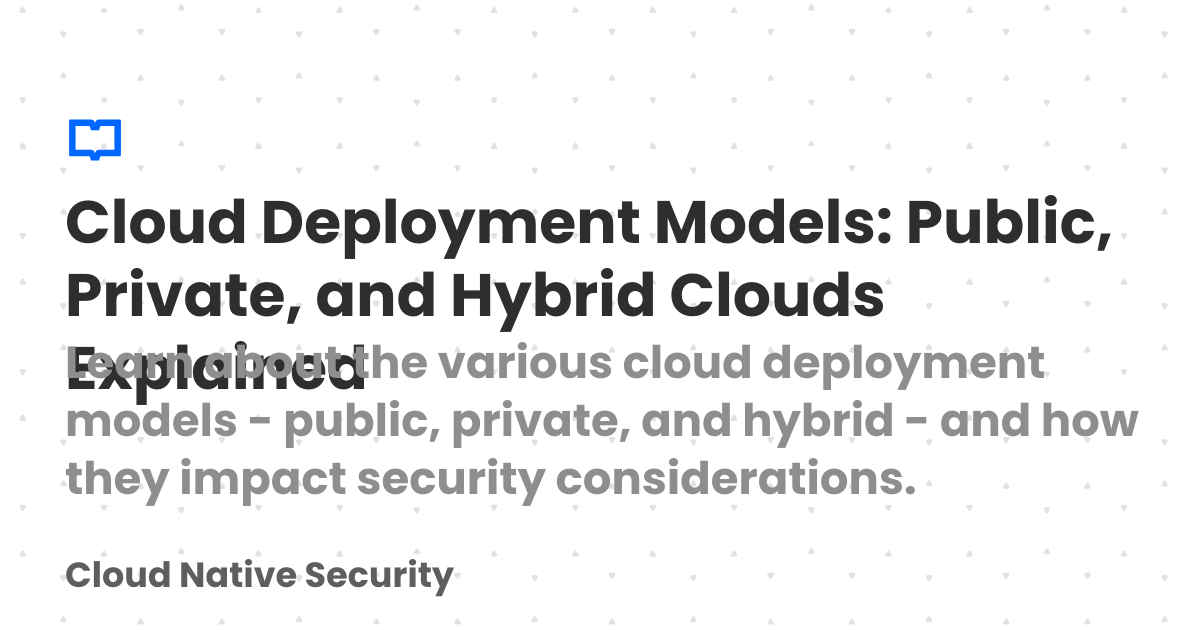 Cloud Deployment Models: Public,
Private, and Hybrid Clouds
Explained
Learn about the various cloud deployment
models - public, private, and hybrid - and how
they impact security considerations.
Cloud Native Security